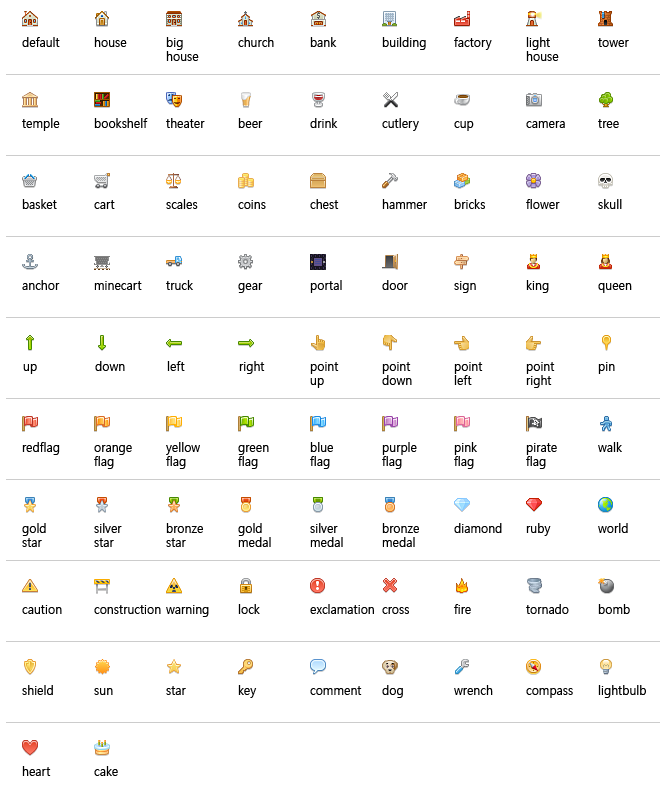 default house big house church bank building factory light house tower
temple bookshelf theater beer drink cutlery cup camera tree
basket cart scales coins chest hammer bricks flower skull
anchor minecart truck gear portal door sign king queen
up down left right point up point down point left point right pin
redflag orange flag yellow flag green flag blue flag purple flag pink flag pirate flag walk
gold star silver star bronze star gold medal silver medal bronze medal diamond ruby world
caution construction warning lock exclamation cross fire tornado bomb
shield sun star key comment dog wrench compass lightbulb
heart cake